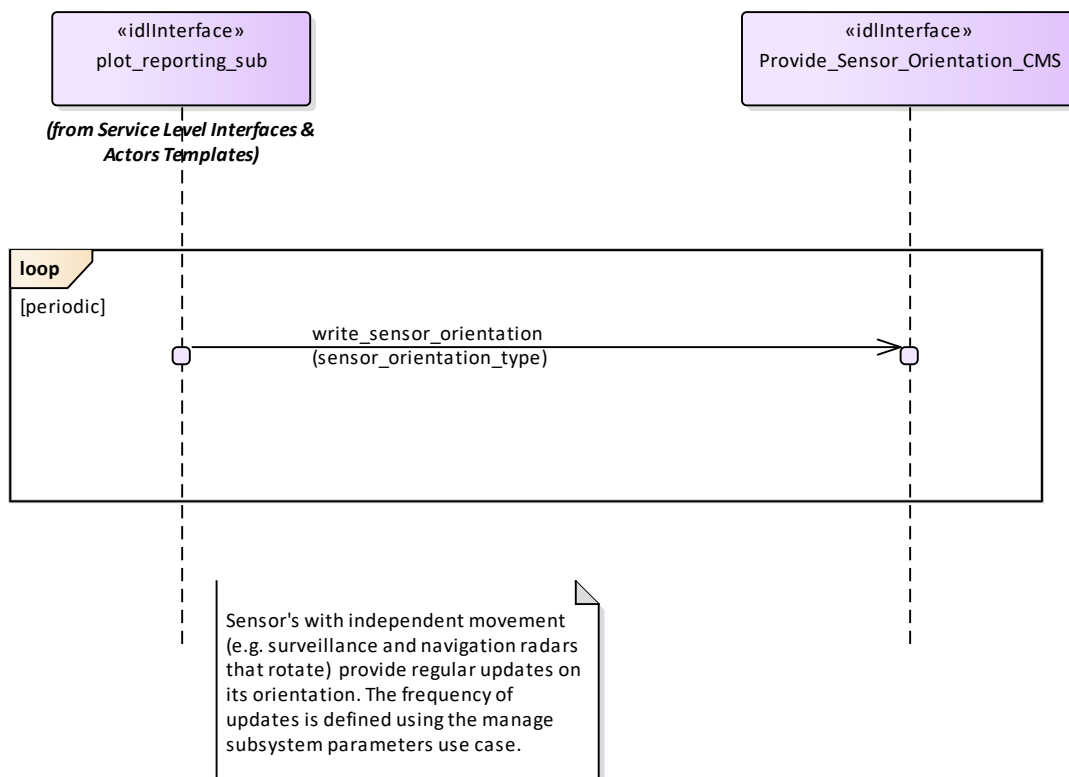 «idlInterface»
plot_reporting_sub
«idlInterface»
Provide_Sensor_Orientation_CMS
(from Service Level Interfaces &
Actors Templates)
loop
[periodic]
write_sensor_orientation
(sensor_orientation_type)
Sensor's with independent movement
(e.g. surveillance and navigation radars
that rotate) provide regular updates on
its orientation. The frequency of
updates is defined using the manage
subsystem parameters use case.